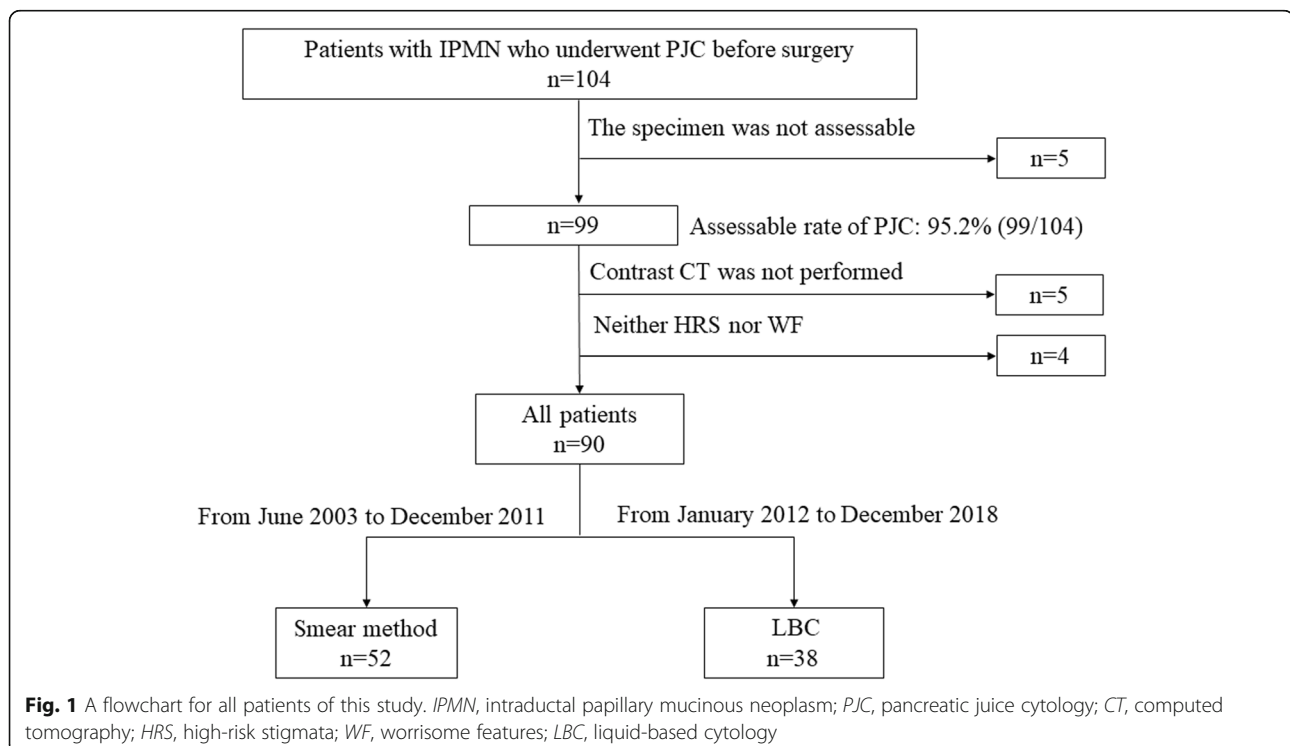 Patients with IPMN who underwent PJC before surgery
n=104
The specimen was not assessable
n=5
n=99
Assessable rate of PJC: 95.2% (99/104)
Contrast CT was not performed
n=5
Neither HRS nor WF
n=4
All patients
n=90
From June 2003 to December 2011
From January 2012 to December 2018
Smear method
n=52
LBC
n=38
Fig. 1 A flowchart for all patients of this study. IPMN, intraductal papillary mucinous neoplasm; PJC, pancreatic juice cytology; CT, computed
tomography; HRS, high-risk stigmata; WF, worrisome features; LBC, liquid-based cytology